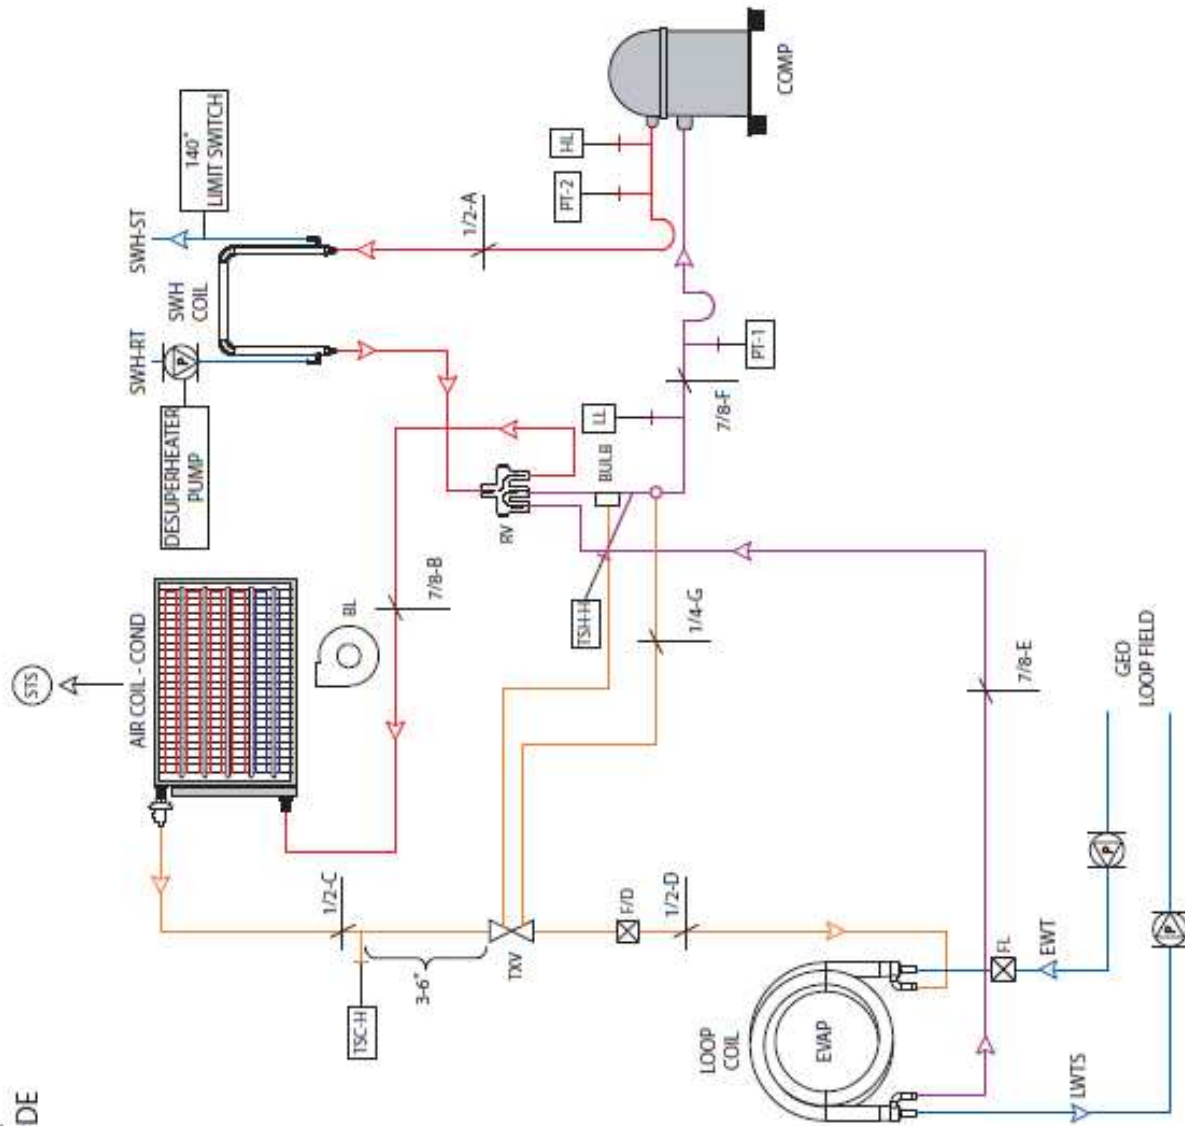 DE
STS
AIR COIL - COND
SWH-RT
SWH-ST
DESUPERHEATER
PUMP
SWH
COIL
140°
LIMIT SWITCH
1/2-C
BL
TSC-H
3-6"
7/8-B
1/2-A
TXV
RV
PT-2
HL
TSH-H
BULB
LL
F/D
1/2-D
1/4-G
LOOP
COIL
EVAP
7/8-F
PT-1
COMP
FL
7/8-E
EWT
LWTS
GEO
LOOP FIELD
P
P
P